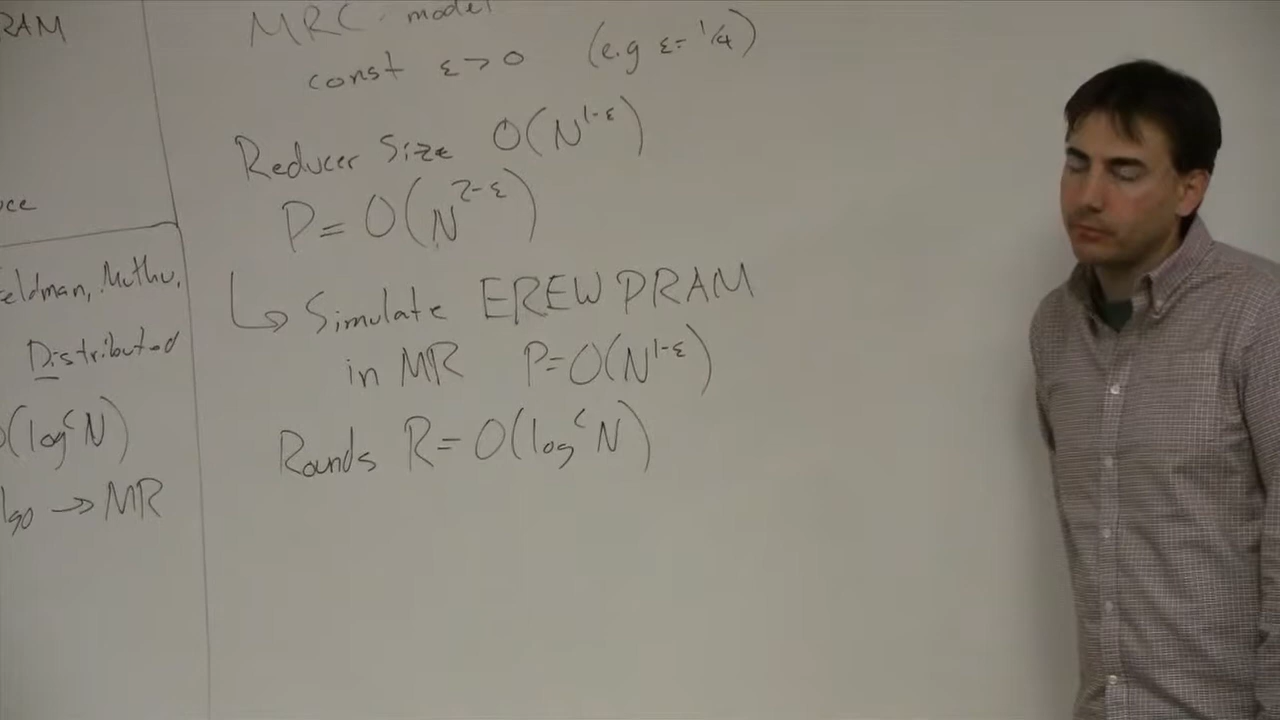 RAM
uce
eldman, Muthu,
Distributed
(log^c N)
lgo → MR
MRC model
const ε > 0 (e.g ε = 1/4)
Reducer Size O(N^{1-ε})
P = O(N^{2-ε})
↳ Simulate EREW PRAM
in MR P = O(N^{1-ε})
Rounds R = O(log^c N)